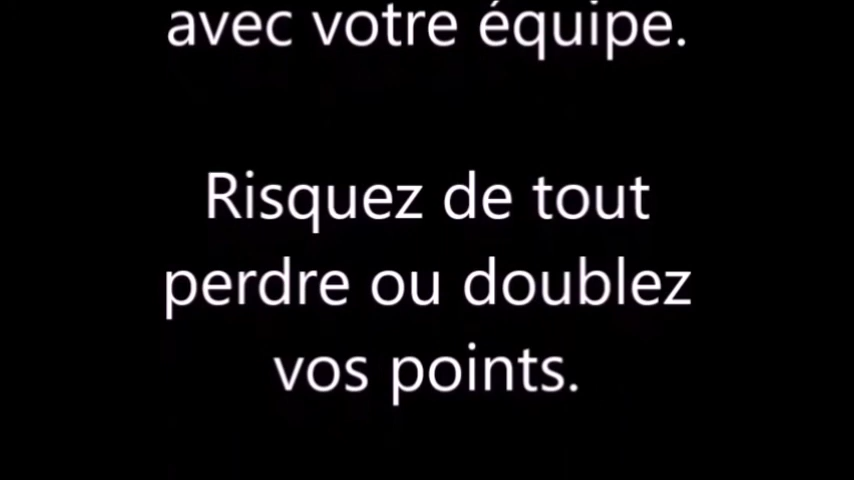 avec votre équipe.
Risquez de tout
perdre ou doublez
vos points.